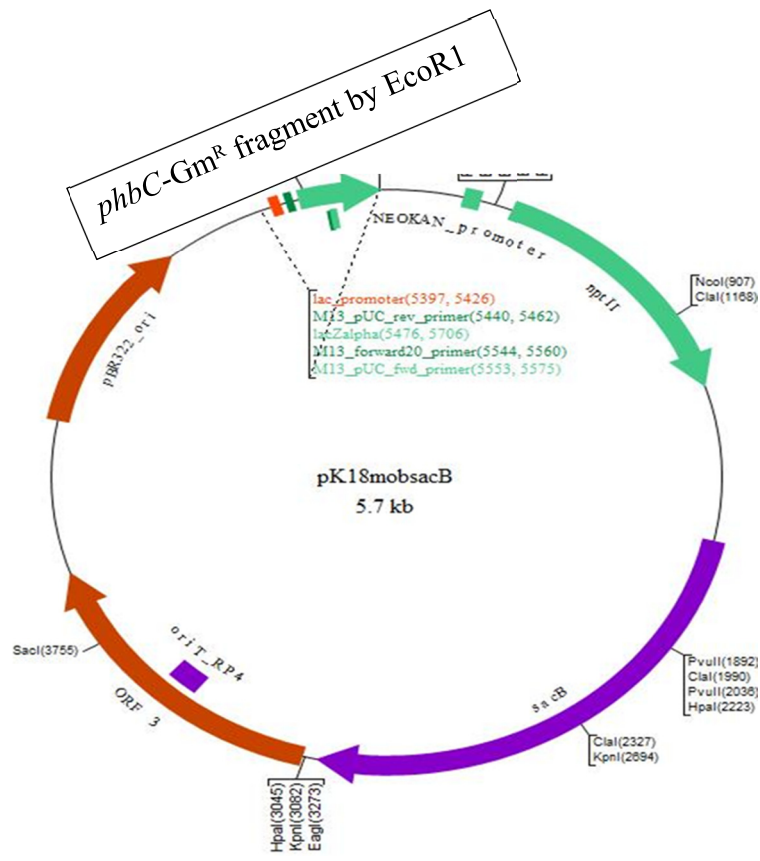 phbC-Gmᴿ fragment by EcoR1
NEOKAN_promoter
nptII
NcoI(907)
ClaI(1168)
lac_promoter(5397, 5426)
M13_pUC_rev_primer(5440, 5462)
lacZalpha(5476, 5706)
M13_forward20_primer(5544, 5560)
M13_pUC_fwd_primer(5553, 5575)
pBR322_ori
pK18mobsacB
5.7 kb
oriT_RP4
SacI(3755)
ORF 3
sacB
PvuII(1892)
ClaI(1990)
PvuII(2036)
HpaI(2223)
ClaI(2327)
KpnI(2694)
HpaI(3045)
KpnI(3082)
EagI(3273)